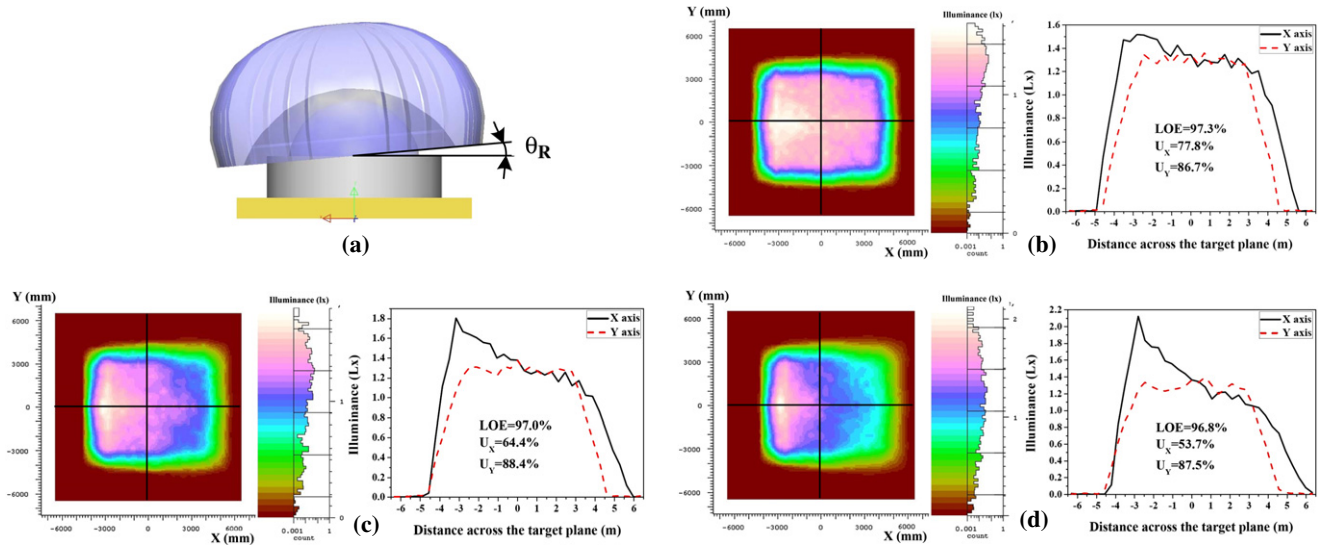 θR
(a)
Y (mm)
Illuminance (lx)
6000
3000
0
−3000
−6000
1
0
−6000 −3000 0 3000 6000
X (mm)
0.001 1
count
X axis
Y axis
1.6
1.4
1.2
1.0
0.8
0.6
0.4
0.2
0.0
Illuminance (Lx)
LOE=97.3%
UX=77.8%
UY=86.7%
-6 -5 -4 -3 -2 -1 0 1 2 3 4 5 6
Distance across the target plane (m)
(b)
Y (mm)
Illuminance (lx)
6000
3000
0
−3000
−6000
1
0
−6000 −3000 0 3000 6000
X (mm)
0.001 1
count
X axis
Y axis
2.0
1.8
1.6
1.4
1.2
1.0
0.8
0.6
0.4
0.2
0.0
Illuminance (Lx)
LOE=97.0%
UX=64.4%
UY=88.4%
-6 -5 -4 -3 -2 -1 0 1 2 3 4 5 6
Distance across the target plane (m)
(c)
Y (mm)
Illuminance (lx)
6000
3000
0
−3000
−6000
2
1
0
−6000 −3000 0 3000 6000
X (mm)
0.001 1
count
X axis
Y axis
2.2
2.0
1.8
1.6
1.4
1.2
1.0
0.8
0.6
0.4
0.2
0.0
Illuminance (Lx)
LOE=96.8%
UX=53.7%
UY=87.5%
-6 -5 -4 -3 -2 -1 0 1 2 3 4 5 6
Distance across the target plane (m)
(d)